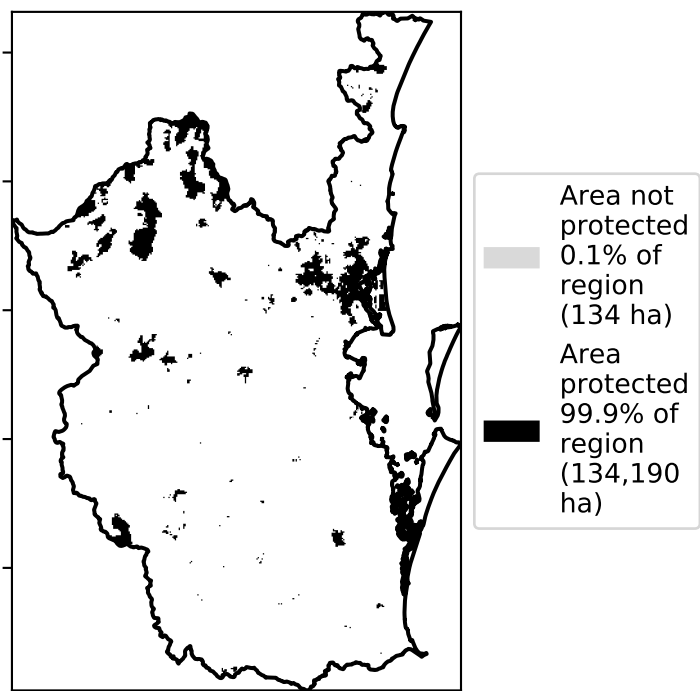 Area not
protected
0.1% of
region
(134 ha)
Area
protected
99.9% of
region
(134,190
ha)